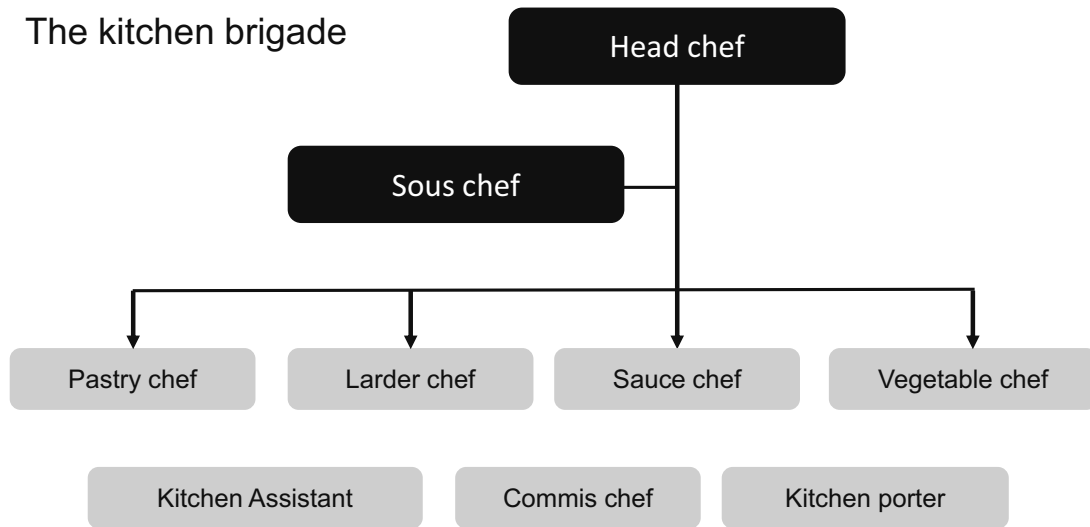 The kitchen brigade
Head chef
Sous chef
Pastry chef
Larder chef
Sauce chef
Vegetable chef
Kitchen Assistant
Commis chef
Kitchen porter